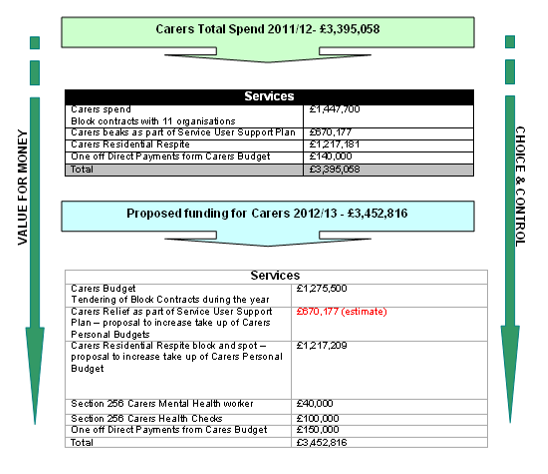 Carers Total Spend 2011/12- £3,395,058
VALUE FOR MONEY
CHOICE & CONTROL
Services
Carers spend £1,447,700
Block contracts with 11 organisations
Carers beaks as part of Service User Support Plan £670,177
Carers Residential Respite £1,217,181
One off Direct Payments form Carers Budget £140,000
Total £3,395,058
Proposed funding for Carers 2012/13 - £3,452,816
Services
Carers Budget £1,275,500
Tendering of Block Contracts during the year
Carers Relief as part of Service User Support £670,177 (estimate)
Plan – proposal to increase take up of Carers
Personal Budgets
Carers Residential Respite block and spot – £1,217,209
proposal to increase take up of Carers Personal
Budget
Section 256 Carers Mental Health worker £40,000
Section 256 Carers Health Checks £100,000
One off Direct Payments from Cares Budget £150,000
Total £3,452,816